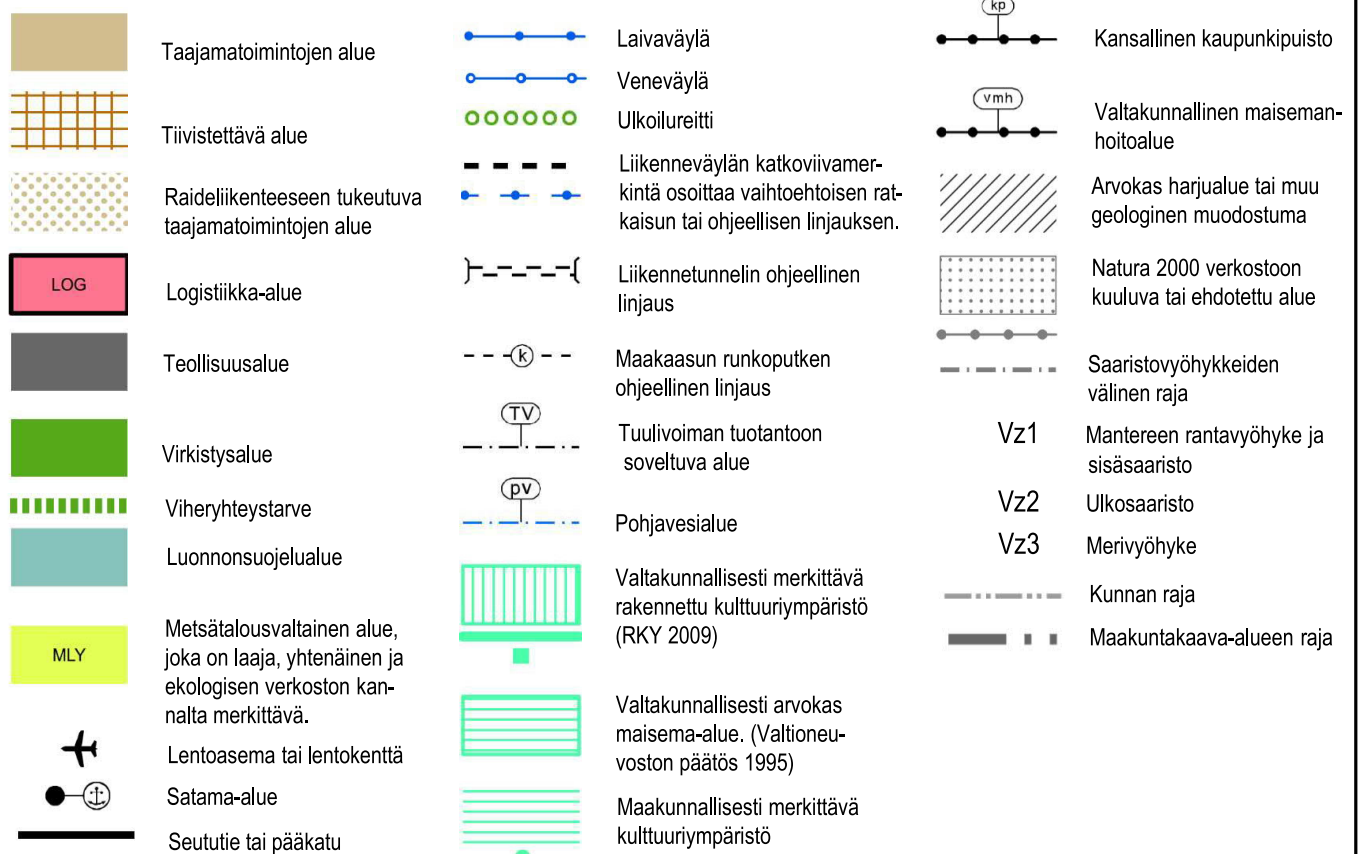 Taajamatoimintojen alue
Tiivistettävä alue
Raideliikenteeseen tukeutuva
taajamatoimintojen alue
LOG
Logistiikka-alue
Teollisuusalue
Virkistysalue
Viheryhteystarve
Luonnonsuojelualue
MLY
Metsätalousvaltainen alue,
joka on laaja, yhtenäinen ja
ekologisen verkoston kan-
nalta merkittävä.
Lentoasema tai lentokenttä
Satama-alue
Seututie tai pääkatu
Laivaväylä
Veneväylä
Ulkoilureitti
Liikenneväylän katkoviivamer-
kintä osoittaa vaihtoehtoisen rat-
kaisun tai ohjeellisen linjauksen.
Liikennetunnelin ohjeellinen
linjaus
k
Maakaasun runkoputken
ohjeellinen linjaus
TV
Tuulivoiman tuotantoon
soveltuva alue
pv
Pohjavesialue
Valtakunnallisesti merkittävä
rakennettu kulttuuriympäristö
(RKY 2009)
Valtakunnallisesti arvokas
maisema-alue. (Valtioneu-
voston päätös 1995)
Maakunnallisesti merkittävä
kulttuuriympäristö
kp
Kansallinen kaupunkipuisto
vmh
Valtakunnallinen maiseman-
hoitoalue
Arvokas harjualue tai muu
geologinen muodostuma
Natura 2000 verkostoon
kuuluva tai ehdotettu alue
Saaristovyöhykkeiden
välinen raja
Vz1
Mantereen rantavyöhyke ja
sisäsaaristo
Vz2
Ulkosaaristo
Vz3
Merivyöhyke
Kunnan raja
Maakuntakaava-alueen raja